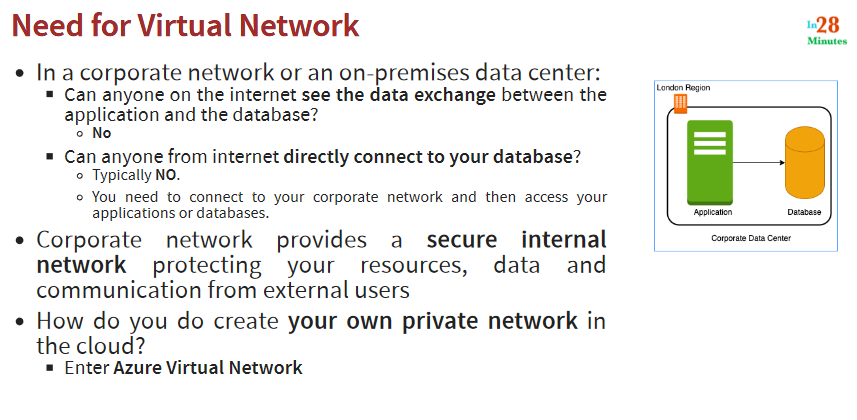 Need for Virtual Network
In28
Minutes
In a corporate network or an on-premises data center:
Can anyone on the internet see the data exchange between the
application and the database?
No
Can anyone from internet directly connect to your database?
Typically NO.
You need to connect to your corporate network and then access your
applications or databases.
Corporate network provides a secure internal
network protecting your resources, data and
communication from external users
How do you do create your own private network in
the cloud?
Enter Azure Virtual Network
London Region
Application
Database
Corporate Data Center